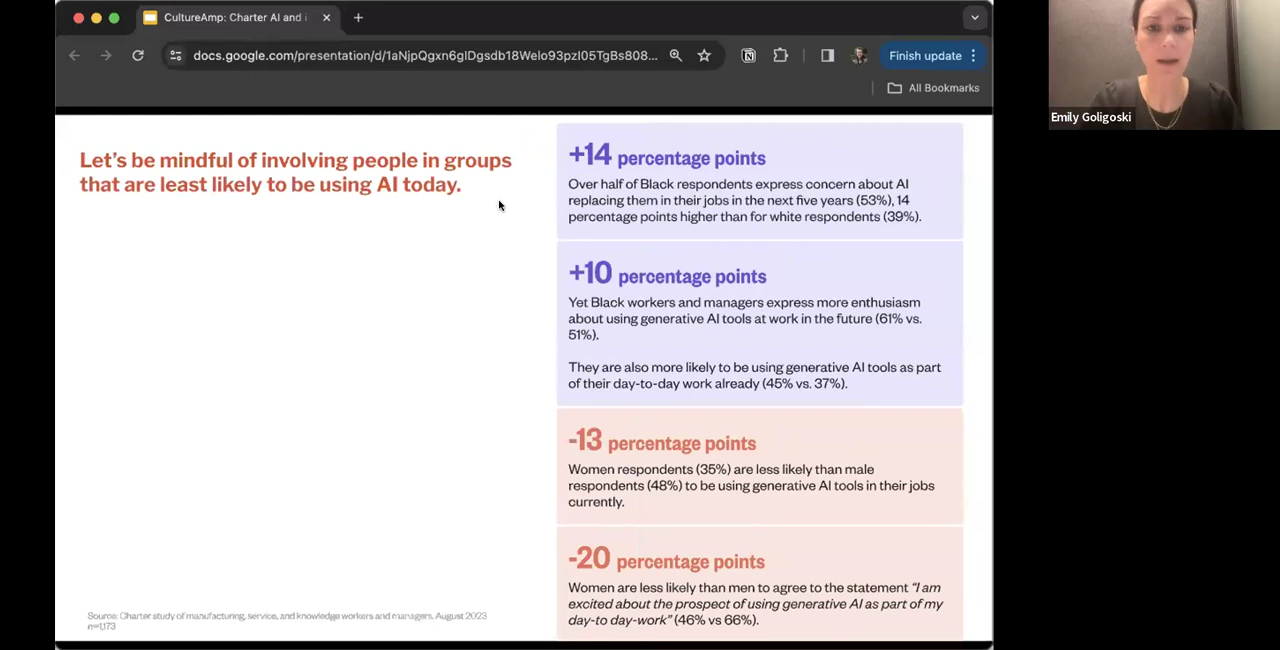 CultureAmp: Charter AI and i
docs.google.com/presentation/d/1aNjpQgxn6glDgsdb18Welo93pzI05TgBs808...
Finish update
All Bookmarks
Let's be mindful of involving people in groups
that are least likely to be using AI today.
Source: Charter study of manufacturing, service, and knowledge workers and managers, August 2023
n=1,173
+14 percentage points
Over half of Black respondents express concern about AI
replacing them in their jobs in the next five years (53%), 14
percentage points higher than for white respondents (39%).
+10 percentage points
Yet Black workers and managers express more enthusiasm
about using generative AI tools at work in the future (61% vs.
51%).
They are also more likely to be using generative AI tools as part
of their day-to-day work already (45% vs. 37%).
-13 percentage points
Women respondents (35%) are less likely than male
respondents (48%) to be using generative AI tools in their jobs
currently.
-20 percentage points
Women are less likely than men to agree to the statement "I am
excited about the prospect of using generative AI as part of my
day-to day-work" (46% vs 66%).
Emily Goligoski